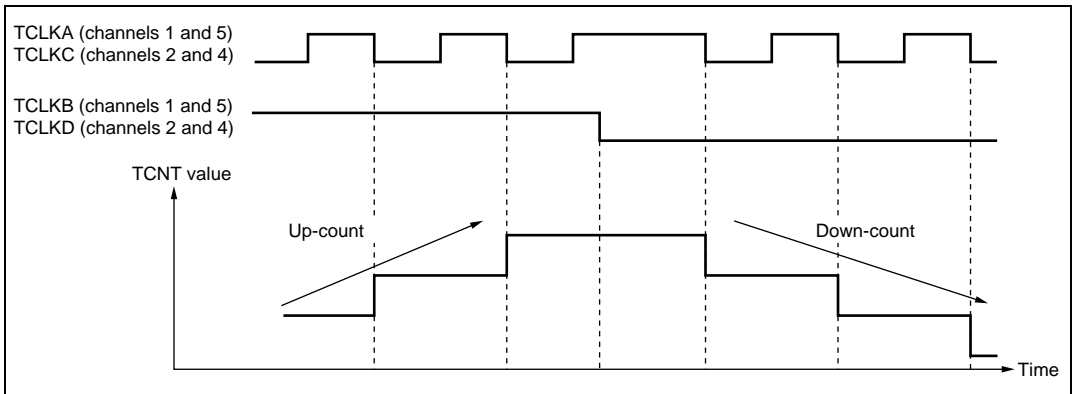 TCLKA (channels 1 and 5)
TCLKC (channels 2 and 4)
TCLKB (channels 1 and 5)
TCLKD (channels 2 and 4)
TCNT value
Up-count
Down-count
Time